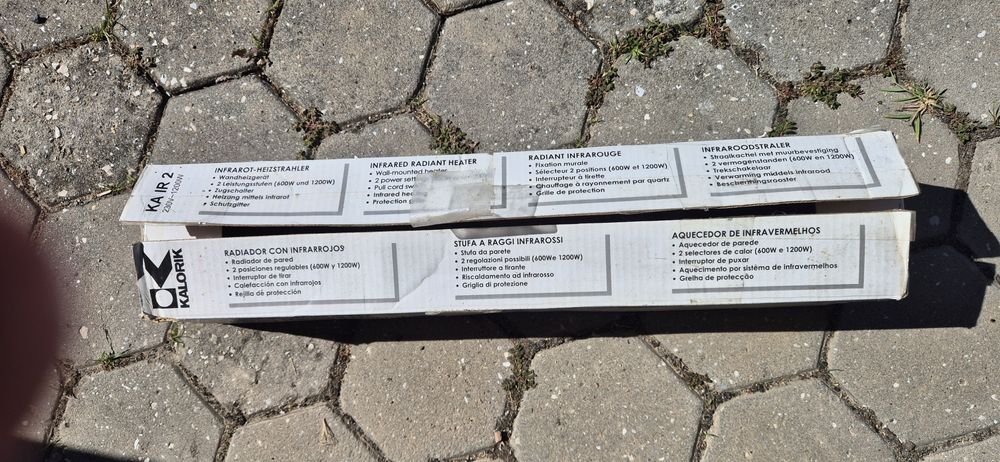 KA IR 2
230V~1200W
INFRAROT-HEIZSTRAHLER
• Wandheizgerät
• 2 Leistungsstufen (600W und 1200W)
• Zugschalter
• Heizung mittels Infrarot
• Schutzgitter
INFRARED RADIANT HEATER
• Wall-mounted heater
• 2 power sett
• Pull cord sw
• Infrared hea
• Protection
RADIANT INFRAROUGE
• Fixation murale
• Sélecteur 2 positions (600W et 1200W)
• Interrupteur à tirette
• Chauffage à rayonnement par quartz
• Grille de protection
INFRAROODSTRALER
• Straalkachel met muurbevestiging
• 2 vermogenstanden (600W en 1200W)
• Trekschakelaar
• Verwarming middels infrarood
• Beschermingsrooster
KALORIK
RADIADOR CON INFRARROJOS
• Radiador de pared
• 2 posiciones regulables (600W y 1200W)
• Interruptor de tirar
• Calefacción con infrarrojos
• Rejilla de protección
STUFA A RAGGI INFRAROSSI
• Stufa da parete
• 2 regolazioni possibili (600We 1200W)
• Interruttore a tirante
• Riscaldamento ad infrarosso
• Griglia di protezione
AQUECEDOR DE INFRAVERMELHOS
• Aquecedor de parede
• 2 selectores de calor (600W e 1200W)
• Interruptor de puxar
• Aquecimento por sistéma de infravermelhos
• Grelha de protecção